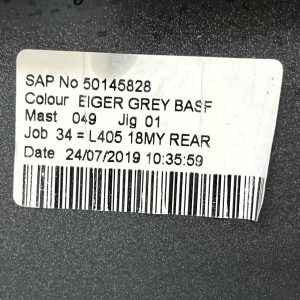 SAP No 50145828
Colour EIGER GREY BASF
Mast 049 Jig 01
Job 34 = L405 18MY REAR
Date 24/07/2019 10:35:59